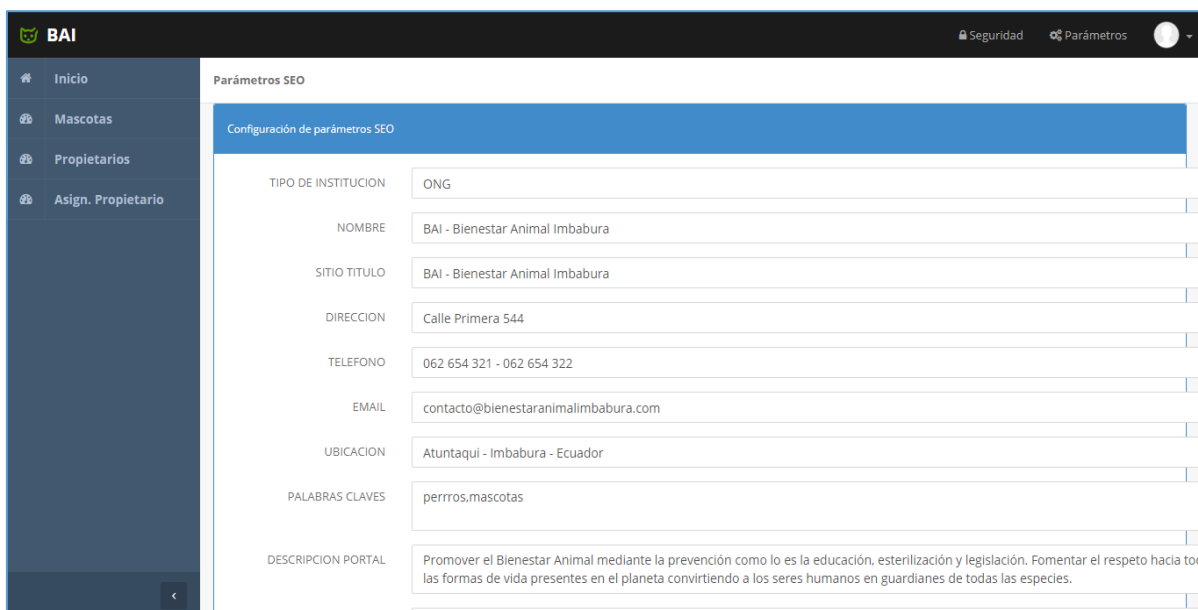 BAI
Seguridad
Parámetros
Inicio
Mascotas
Propietarios
Asign. Propietario
Parámetros SEO
Configuración de parámetros SEO
TIPO DE INSTITUCION
ONG
NOMBRE
BAI - Bienestar Animal Imbabura
SITIO TITULO
BAI - Bienestar Animal Imbabura
DIRECCION
Calle Primera 544
TELEFONO
062 654 321 - 062 654 322
EMAIL
contacto@bienestaranimalimbabura.com
UBICACION
Atuntaqui - Imbabura - Ecuador
PALABRAS CLAVES
perrros,mascotas
DESCRIPCION PORTAL
Promover el Bienestar Animal mediante la prevención como lo es la educación, esterilización y legislación. Fomentar el respeto hacia
las formas de vida presentes en el planeta convirtiendo a los seres humanos en guardianes de todas las especies.